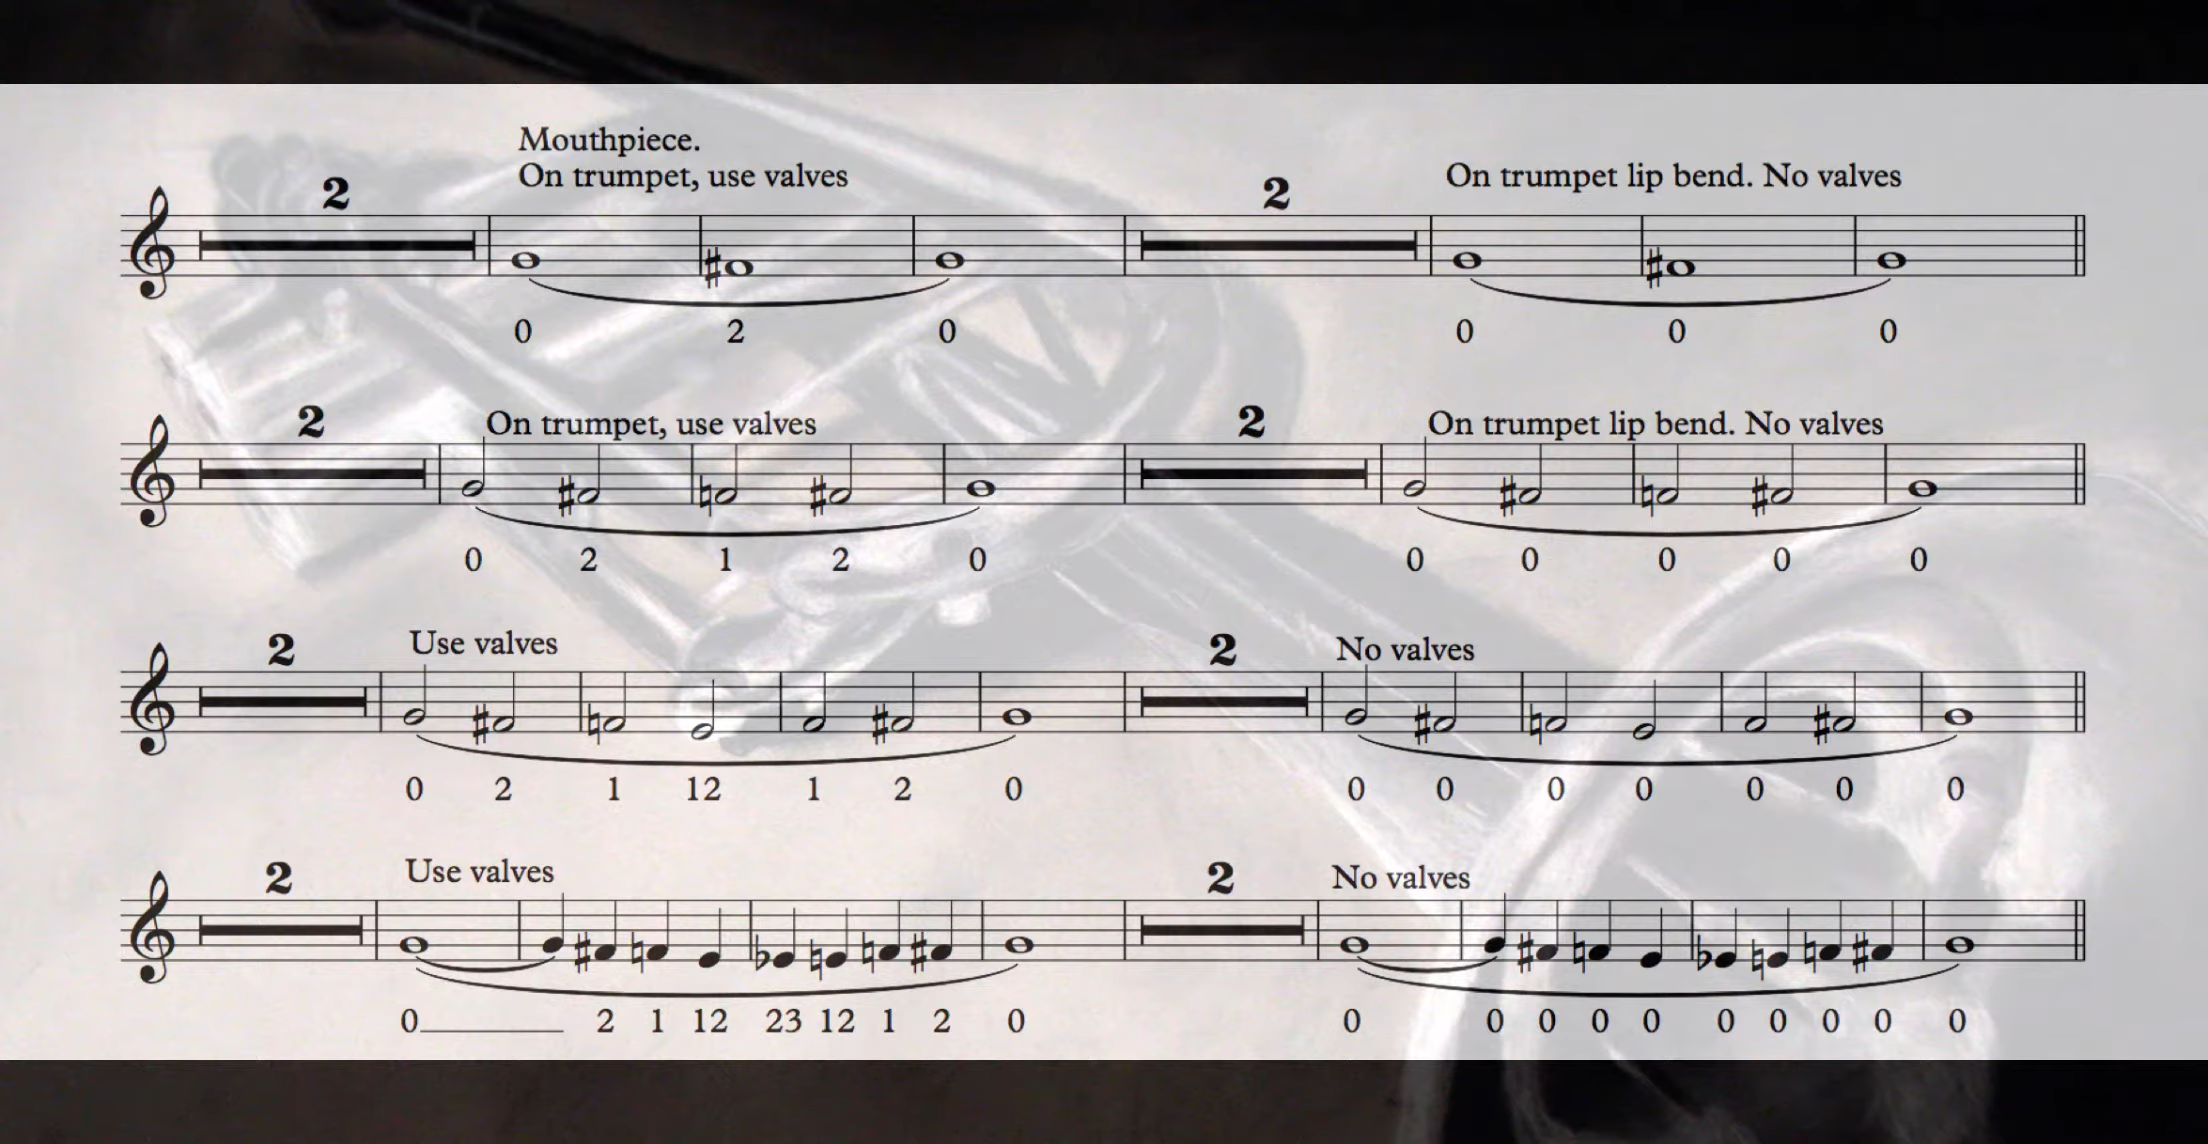 Mouthpiece.
2 On trumpet, use valves 2 On trumpet lip bend. No valves
0 2 0 0 0 0
2 On trumpet, use valves 2 On trumpet lip bend. No valves
0 2 1 2 0 0 0 0 0 0
2 Use valves 2 No valves
0 2 1 12 1 2 0 0 0 0 0 0 0 0
2 Use valves 2 No valves
0 2 1 12 23 12 1 2 0 0 0 0 0 0 0 0 0 0 0